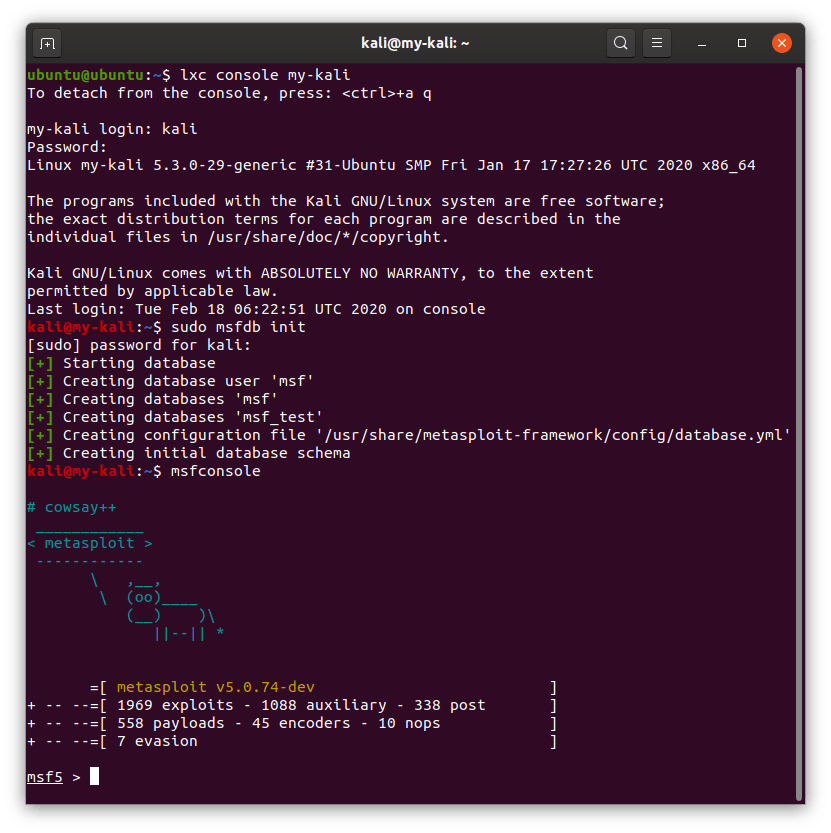 kali@my-kali: ~
ubuntu@ubuntu:~$ lxc console my-kali
To detach from the console, press: <ctrl>+a q

my-kali login: kali
Password:
Linux my-kali 5.3.0-29-generic #31-Ubuntu SMP Fri Jan 17 17:27:26 UTC 2020 x86_64

The programs included with the Kali GNU/Linux system are free software;
the exact distribution terms for each program are described in the
individual files in /usr/share/doc/*/copyright.

Kali GNU/Linux comes with ABSOLUTELY NO WARRANTY, to the extent
permitted by applicable law.
Last login: Tue Feb 18 06:22:51 UTC 2020 on console
kali@my-kali:~$ sudo msfdb init
[sudo] password for kali:
[+] Starting database
[+] Creating database user 'msf'
[+] Creating databases 'msf'
[+] Creating databases 'msf_test'
[+] Creating configuration file '/usr/share/metasploit-framework/config/database.yml'
[+] Creating initial database schema
kali@my-kali:~$ msfconsole

# cowsay++
 ____________
< metasploit >
 ------------
       \   ,__,
        \  (oo)____
           (__)    )\
              ||--|| *


       =[ metasploit v5.0.74-dev                          ]
+ -- --=[ 1969 exploits - 1088 auxiliary - 338 post       ]
+ -- --=[ 558 payloads - 45 encoders - 10 nops            ]
+ -- --=[ 7 evasion                                       ]

msf5 >